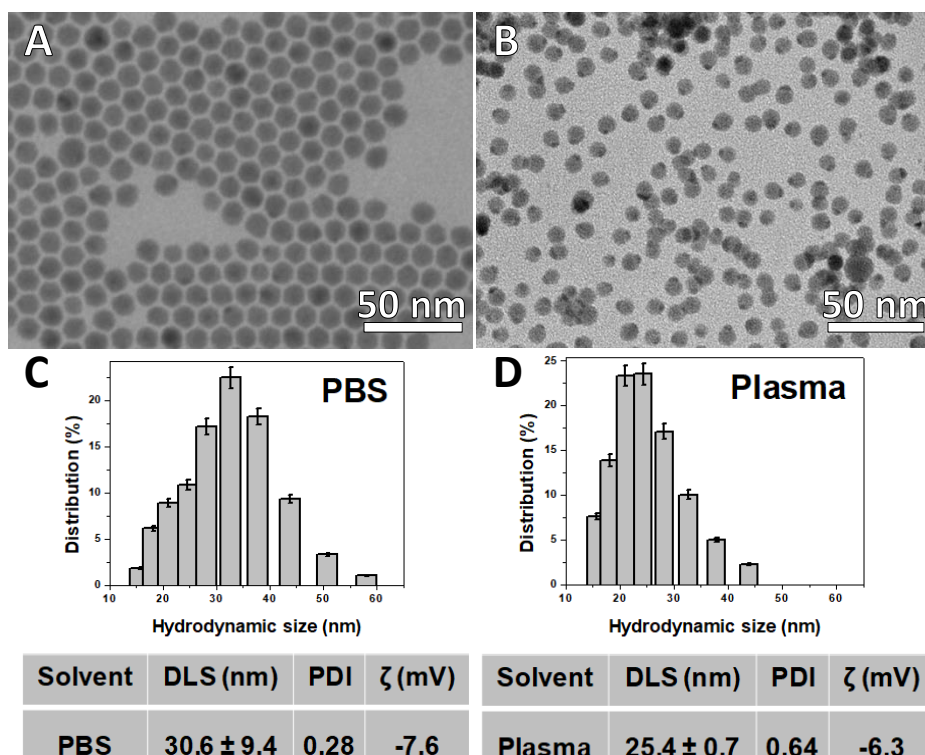 A
50 nm
B
50 nm
C
PBS
Distribution (%)
20
15
10
5
0
10 20 30 40 50 60
Hydrodynamic size (nm)
D
Plasma
Distribution (%)
25
20
15
10
5
0
10 20 30 40 50 60
Hydrodynamic size (nm)
Solvent DLS (nm) PDI ζ (mV)
PBS 30.6 ± 9.4 0.28 -7.6
Solvent DLS (nm) PDI ζ (mV)
Plasma 25.4 ± 0.7 0.64 -6.3